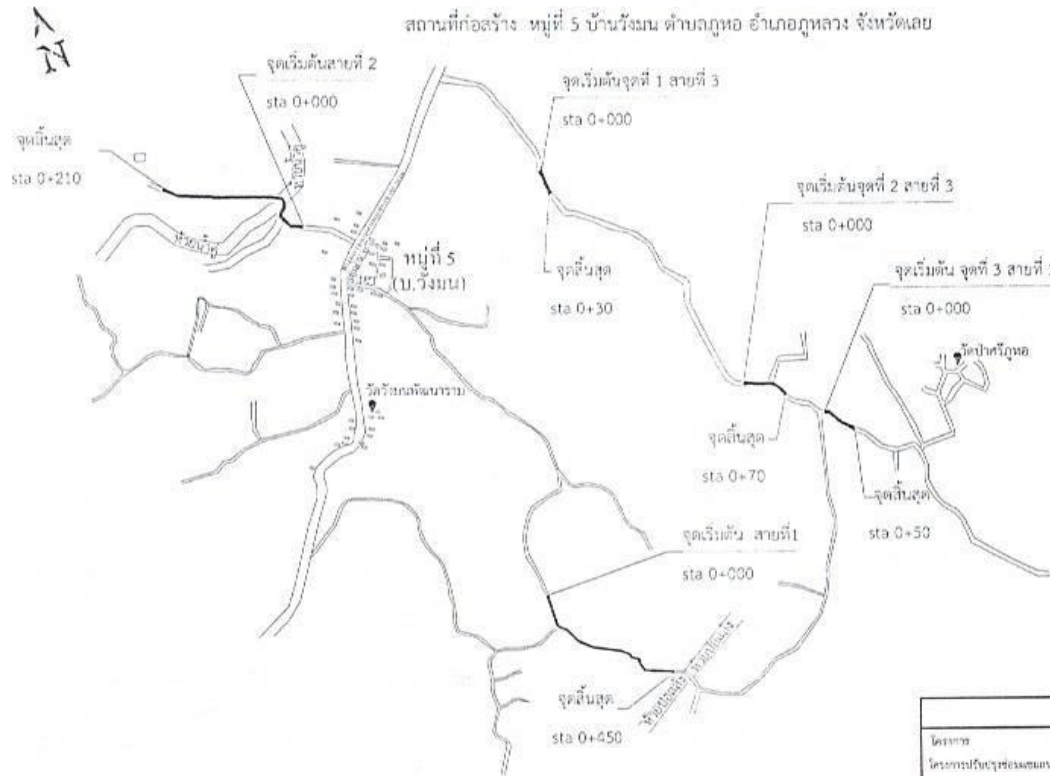 สถานที่ก่อสร้าง หมู่ที่ 5 บ้านวังมน ตำบลภูหอ อำเภอภูหลวง จังหวัดเลย
N
จุดเริ่มต้นสายที่ 2
sta 0+000
จุดสิ้นสุด
sta 0+210
จุดเริ่มต้นจุดที่ 1 สายที่ 3
sta 0+000
จุดสิ้นสุด
sta 0+30
จุดเริ่มต้นจุดที่ 2 สายที่ 3
sta 0+000
จุดสิ้นสุด
sta 0+70
จุดเริ่มต้น จุดที่ 3 สายที่
sta 0+000
จุดสิ้นสุด
sta 0+50
วัดป่าศรีภูหอ
หมู่ที่ 5
(บ.วังมน)
วัดวังมนพัฒนาราม
จุดเริ่มต้น สายที่1
sta 0+000
จุดสิ้นสุด
sta 0+450
โครงการ